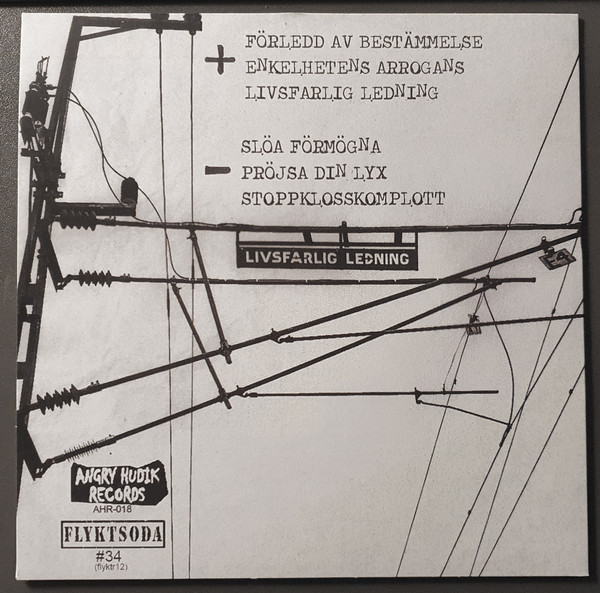 + FÖRLEDD AV BESTÄMMELSE
ENKELHETENS ARROGANS
LIVSFARLIG LEDNING
- SLÖA FÖRMÖGNA
PRÖJSA DIN LYX
STOPPKLOSSKOMPLOTT
LIVSFARLIG LEDNING
ANGRY HUDIK
RECORDS
AHR-018
FLYKTSODA
#34
(flyktr12)